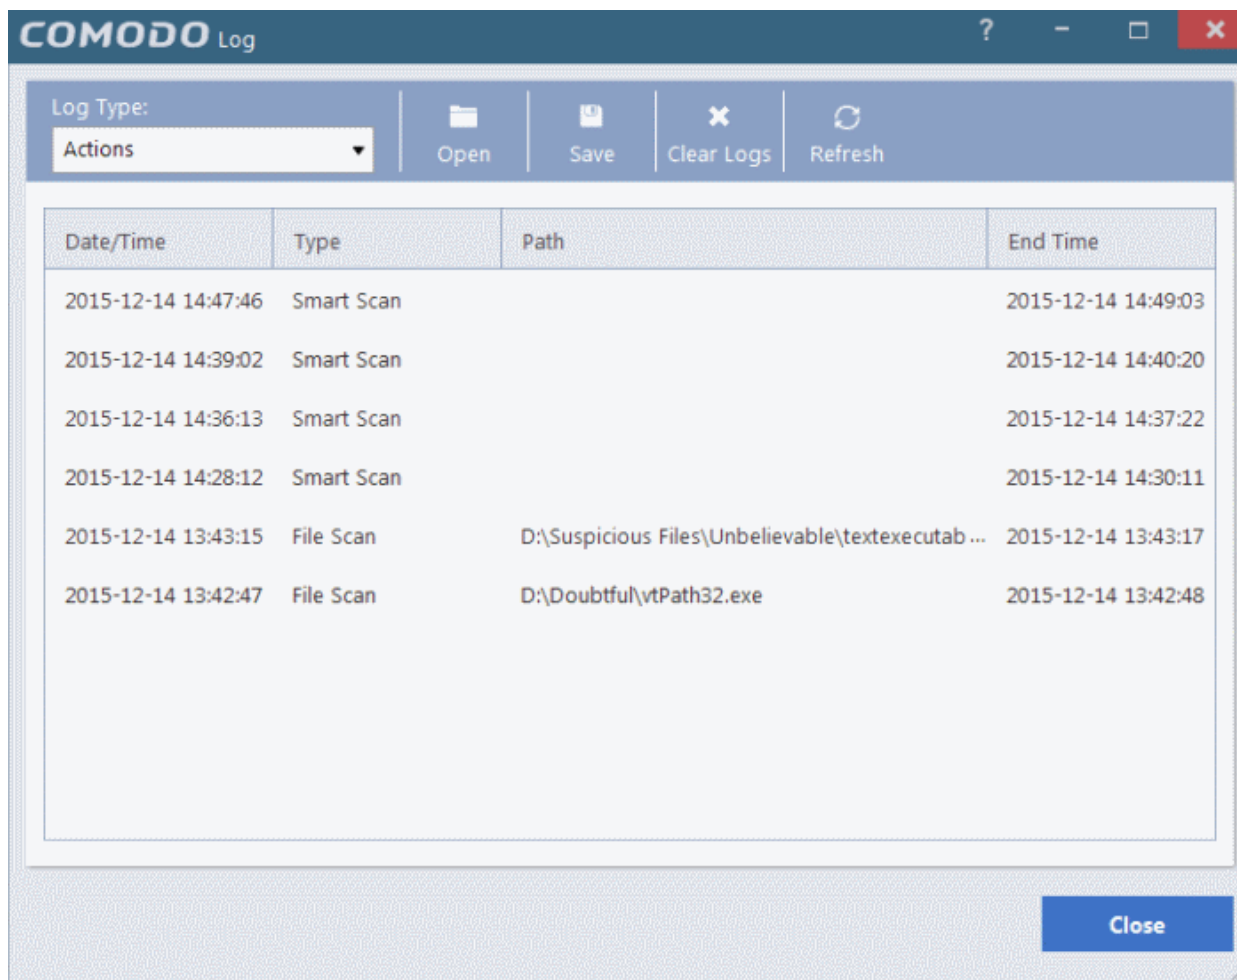 COMODO Log ?
Log Type:
Actions
Open Save Clear Logs Refresh
Date/Time Type Path End Time
2015-12-14 14:47:46 Smart Scan 2015-12-14 14:49:03
2015-12-14 14:39:02 Smart Scan 2015-12-14 14:40:20
2015-12-14 14:36:13 Smart Scan 2015-12-14 14:37:22
2015-12-14 14:28:12 Smart Scan 2015-12-14 14:30:11
2015-12-14 13:43:15 File Scan D:\Suspicious Files\Unbelievable\textexecutab ... 2015-12-14 13:43:17
2015-12-14 13:42:47 File Scan D:\Doubtful\vtPath32.exe 2015-12-14 13:42:48
Close